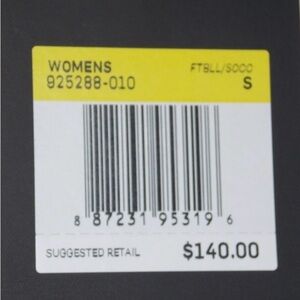 WOMENS FTBLL/SOCC
925288-010 S
8 87231 95319 6
SUGGESTED RETAIL $140.00